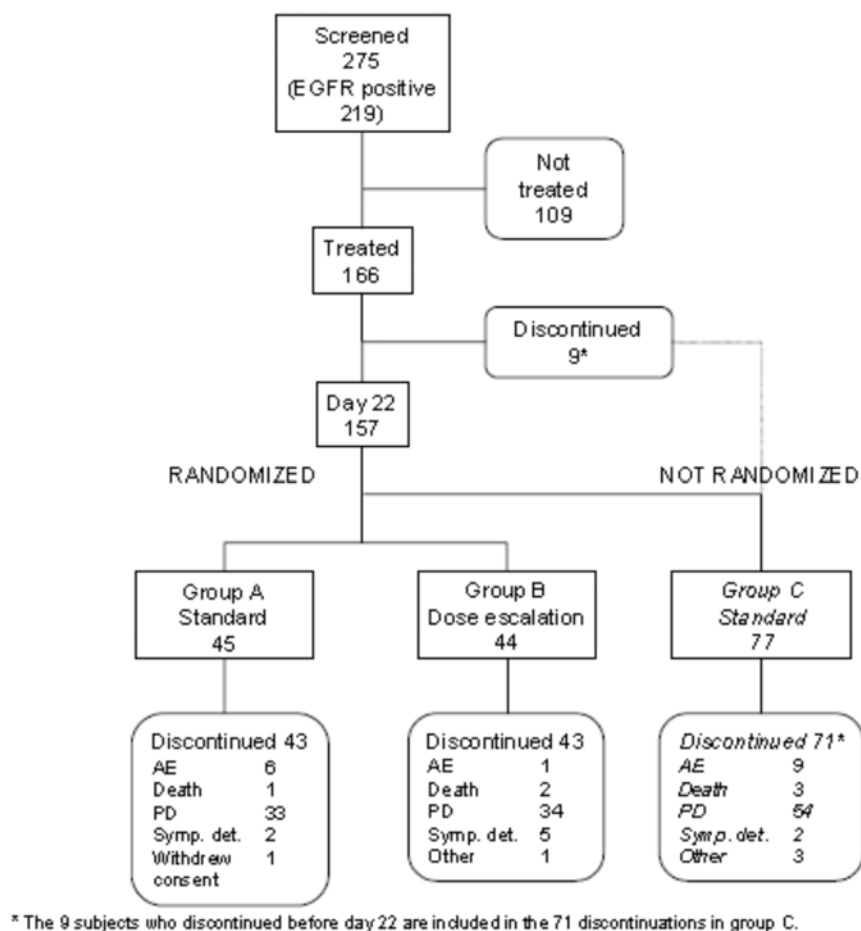 Screened
275
(EGFR positive
219)
Not
treated
109
Treated
166
Discontinued
9*
Day 22
157
RANDOMIZED
NOT RANDOMIZED
Group A
Standard
45
Group B
Dose escalation
44
Group C
Standard
77
Discontinued 43
AE 6
Death 1
PD 33
Symp. det. 2
Withdrew 1
consent
Discontinued 43
AE 1
Death 2
PD 34
Symp. det. 5
Other 1
Discontinued 71*
AE 9
Death 3
PD 54
Symp. det. 2
Other 3
* The 9 subjects who discontinued before day 22 are included in the 71 discontinuations in group C.